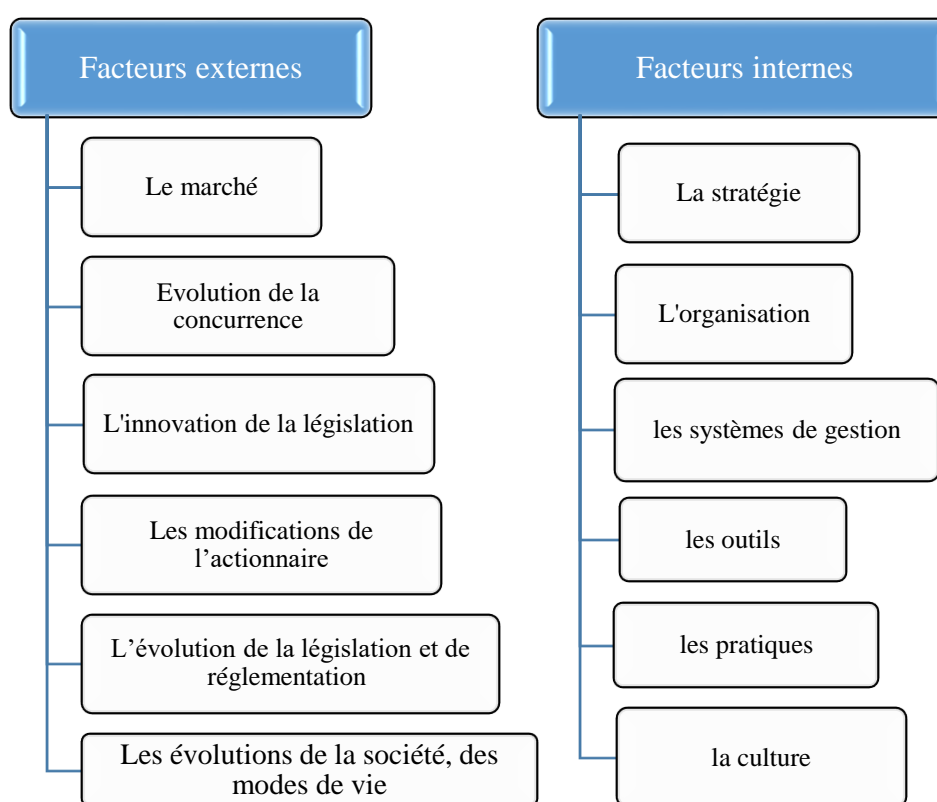 Facteurs externes
Le marché
Evolution de la
concurrence
L'innovation de la législation
Les modifications de
l’actionnaire
L’évolution de la législation et de
réglementation
Les évolutions de la société, des
modes de vie
Facteurs internes
La stratégie
L'organisation
les systèmes de gestion
les outils
les pratiques
la culture